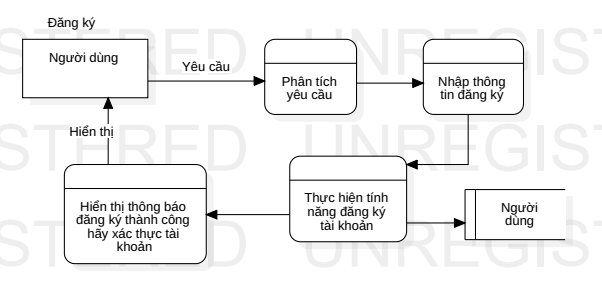 Đăng ký
Người dùng
Yêu cầu
Phân tích
yêu cầu
Nhập thông
tin đăng ký
Hiển thị
Hiển thị thông báo
đăng ký thành công
hãy xác thực tài
khoản
Thực hiện tính
năng đăng ký
tài khoản
Người
dùng
STERED UNREGIST
STERED UNREGIST
STERED UNREGIST